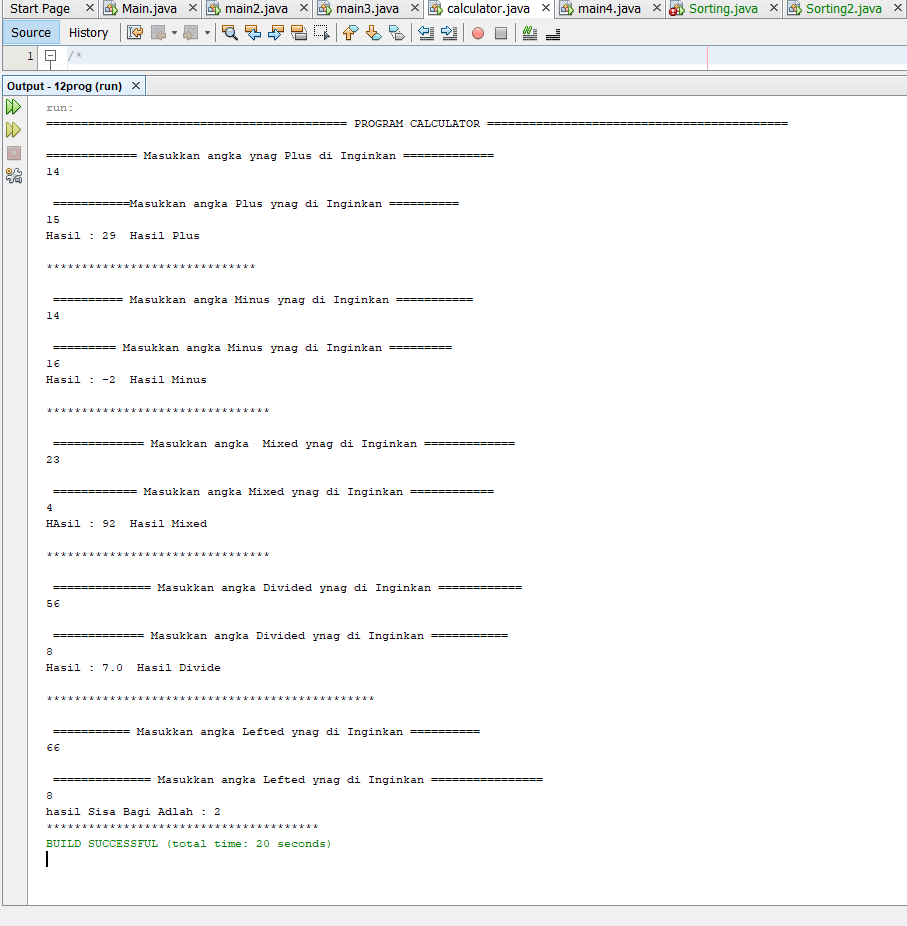 Start Page Main.java main2.java main3.java calculator.java main4.java Sorting.java Sorting2.java
Source History
1 /*
Output - 12prog (run)
run:
=========================================== PROGRAM CALCULATOR ===========================================
============= Masukkan angka ynag Plus di Inginkan =============
14
===========Masukkan angka Plus ynag di Inginkan ==========
15
Hasil : 29  Hasil Plus
******************************
========== Masukkan angka Minus ynag di Inginkan ===========
14
========= Masukkan angka Minus ynag di Inginkan =========
16
Hasil : -2  Hasil Minus
********************************
============= Masukkan angka  Mixed ynag di Inginkan =============
23
============ Masukkan angka Mixed ynag di Inginkan ============
4
HAsil : 92  Hasil Mixed
********************************
============== Masukkan angka Divided ynag di Inginkan ============
56
============= Masukkan angka Divided ynag di Inginkan ===========
8
Hasil : 7.0  Hasil Divide
***********************************************
=========== Masukkan angka Lefted ynag di Inginkan ==========
66
============== Masukkan angka Lefted ynag di Inginkan ================
8
hasil Sisa Bagi Adlah : 2
***************************************
BUILD SUCCESSFUL (total time: 20 seconds)